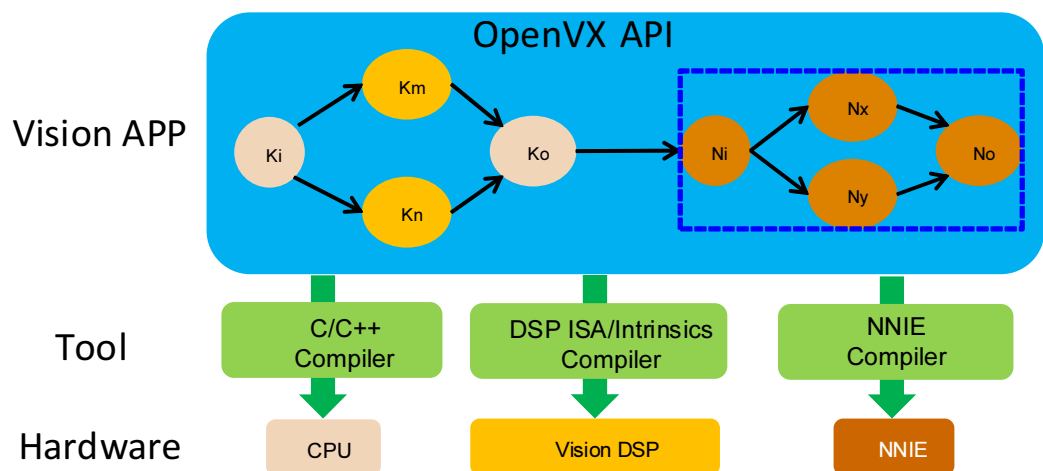 OpenVX API
Vision APP
Ki
Km
Kn
Ko
Ni
Nx
Ny
No
Tool
C/C++
Compiler
DSP ISA/Intrinsics
Compiler
NNIE
Compiler
Hardware
CPU
Vision DSP
NNIE